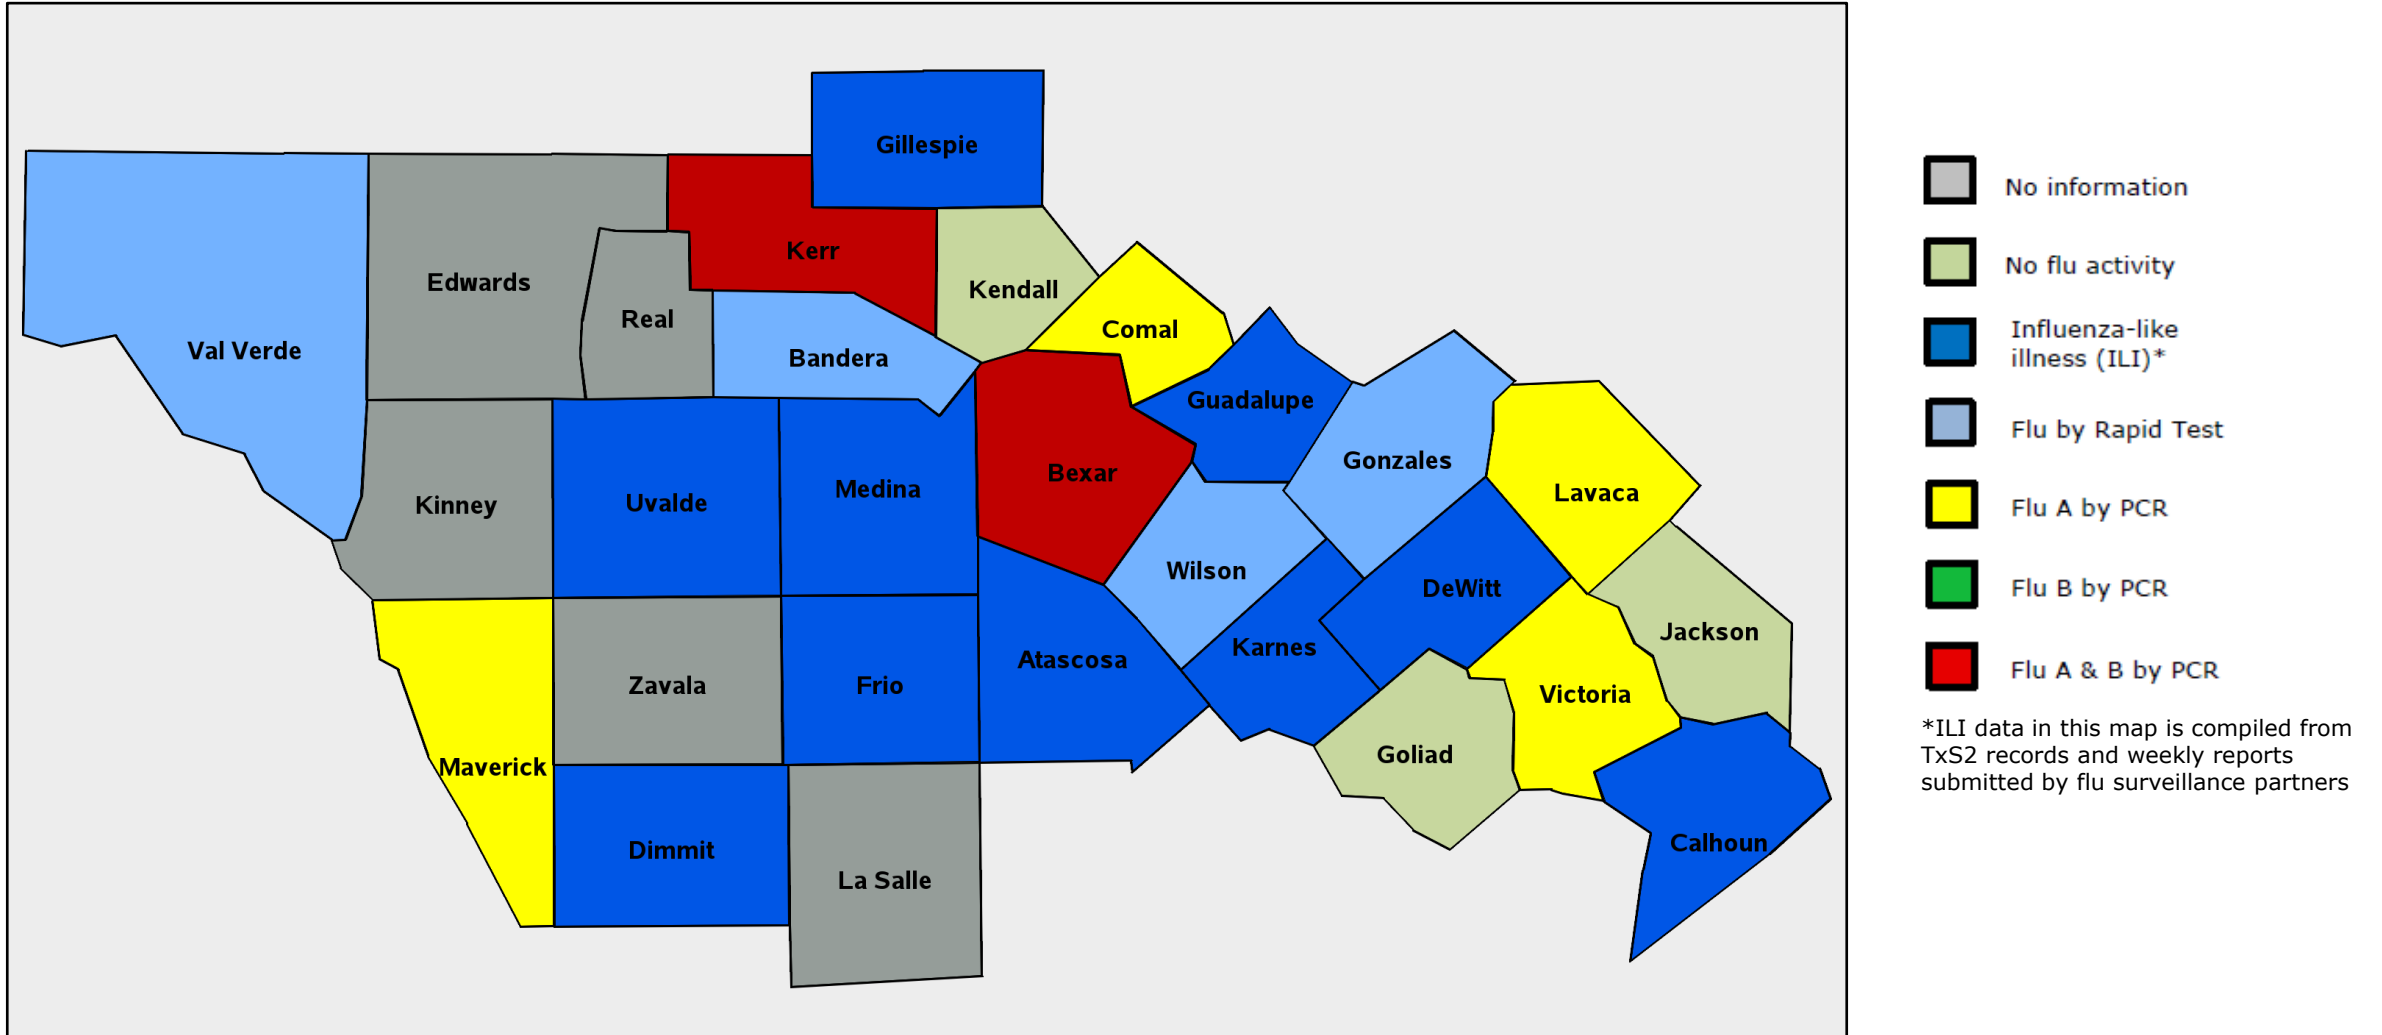 Gillespie
Kerr
Edwards
Kendall
Real
Comal
Val Verde
Bandera
Guadalupe
Gonzales
Bexar
Medina
Lavaca
Uvalde
Kinney
Wilson
DeWitt
Jackson
Karnes
Atascosa
Zavala
Frio
Victoria
Goliad
Maverick
Calhoun
Dimmit
La Salle
No information
No flu activity
Influenza-like
illness (ILI)*
Flu by Rapid Test
Flu A by PCR
Flu B by PCR
Flu A & B by PCR
*ILI data in this map is compiled from
TxS2 records and weekly reports
submitted by flu surveillance partners